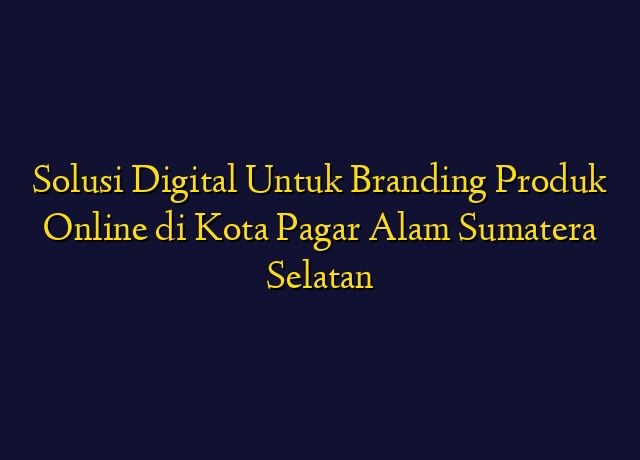 Solusi Digital Untuk Branding Produk
Online di Kota Pagar Alam Sumatera
Selatan